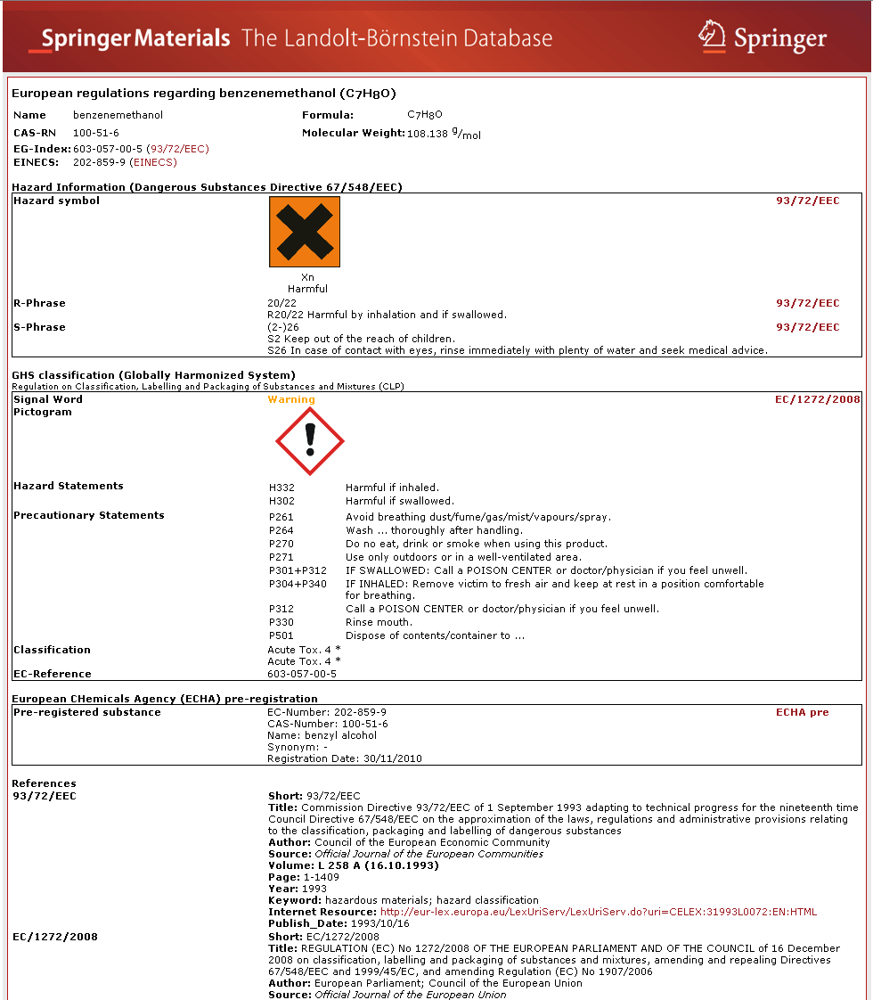 SpringerMaterials The Landolt-Börnstein Database
Springer
European regulations regarding benzenemethanol (C7H8O)
Name benzenemethanol Formula: C7H8O
CAS-RN 100-51-6 Molecular Weight: 108.138 g/mol
EG-Index: 603-057-00-5 (93/72/EEC)
EINECS: 202-859-9 (EINECS)
Hazard Information (Dangerous Substances Directive 67/548/EEC)
Hazard symbol 93/72/EEC
Xn
Harmful
R-Phrase 20/22 93/72/EEC
R20/22 Harmful by inhalation and if swallowed.
S-Phrase (2-)26 93/72/EEC
S2 Keep out of the reach of children.
S26 In case of contact with eyes, rinse immediately with plenty of water and seek medical advice.
GHS classification (Globally Harmonized System)
Regulation on Classification, Labelling and Packaging of Substances and Mixtures (CLP)
Signal Word Warning EC/1272/2008
Pictogram
Hazard Statements H332 Harmful if inhaled.
H302 Harmful if swallowed.
Precautionary Statements P261 Avoid breathing dust/fume/gas/mist/vapours/spray.
P264 Wash ... thoroughly after handling.
P270 Do no eat, drink or smoke when using this product.
P271 Use only outdoors or in a well-ventilated area.
P301+P312 IF SWALLOWED: Call a POISON CENTER or doctor/physician if you feel unwell.
P304+P340 IF INHALED: Remove victim to fresh air and keep at rest in a position comfortable
for breathing.
P312 Call a POISON CENTER or doctor/physician if you feel unwell.
P330 Rinse mouth.
P501 Dispose of contents/container to ...
Classification Acute Tox. 4 *
Acute Tox. 4 *
EC-Reference 603-057-00-5
European CHemicals Agency (ECHA) pre-registration
Pre-registered substance EC-Number: 202-859-9 ECHA pre
CAS-Number: 100-51-6
Name: benzyl alcohol
Synonym: -
Registration Date: 30/11/2010
References
93/72/EEC Short: 93/72/EEC
Title: Commission Directive 93/72/EEC of 1 September 1993 adapting to technical progress for the nineteenth time
Council Directive 67/548/EEC on the approximation of the laws, regulations and administrative provisions relating
to the classification, packaging and labelling of dangerous substances
Author: Council of the European Economic Community
Source: Official Journal of the European Communities
Volume: L 258 A (16.10.1993)
Page: 1-1409
Year: 1993
Keyword: hazardous materials; hazard classification
Internet Resource: http://eur-lex.europa.eu/LexUriServ/LexUriServ.do?uri=CELEX:31993L0072:EN:HTML
Publish_Date: 1993/10/16
EC/1272/2008 Short: EC/1272/2008
Title: REGULATION (EC) No 1272/2008 OF THE EUROPEAN PARLIAMENT AND OF THE COUNCIL of 16 December
2008 on classification, labelling and packaging of substances and mixtures, amending and repealing Directives
67/548/EEC and 1999/45/EC, and amending Regulation (EC) No 1907/2006
Author: European Parliament; Council of the European Union
Source: Official Journal of the European Union